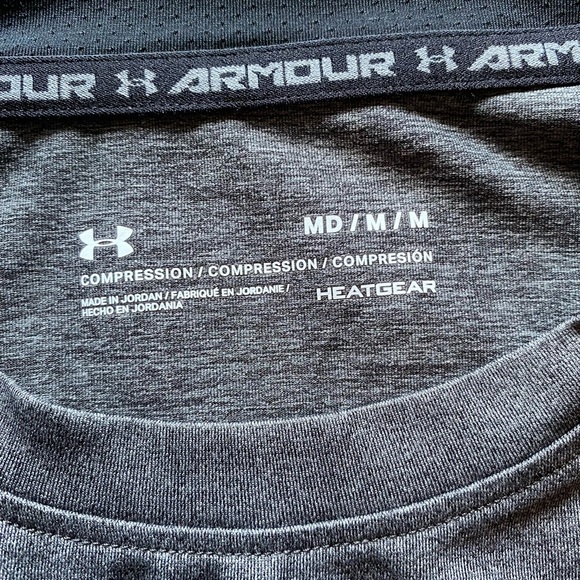 OUR ARMOUR ARMOUR
MD / M / M
COMPRESSION / COMPRESSION / COMPRESIÓN
MADE IN JORDAN / FABRIQUÉ EN JORDANIE /
HECHO EN JORDANIA
HEATGEAR